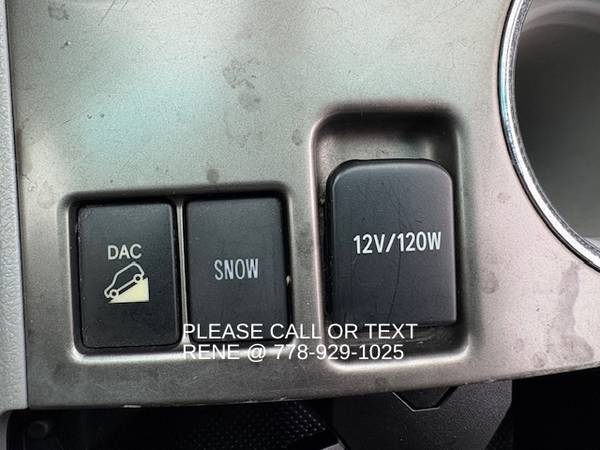 DAC
SNOW
12V/120W
PLEASE CALL OR TEXT
RENE @ 778-929-1025